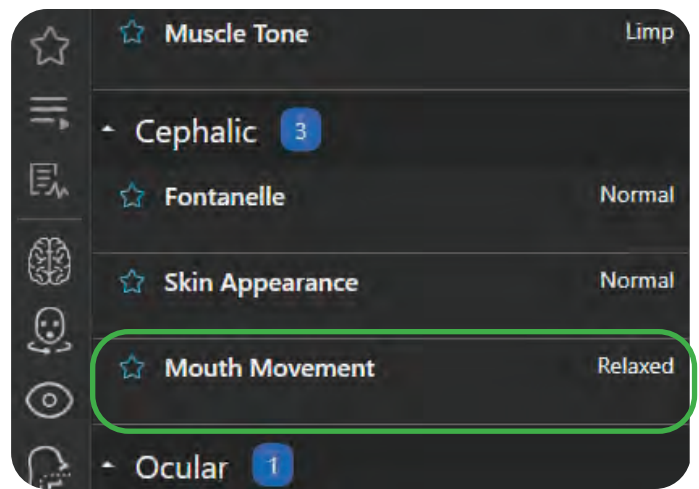 Muscle Tone Limp
Cephalic 3
Fontanelle Normal
Skin Appearance Normal
Mouth Movement Relaxed
Ocular 1